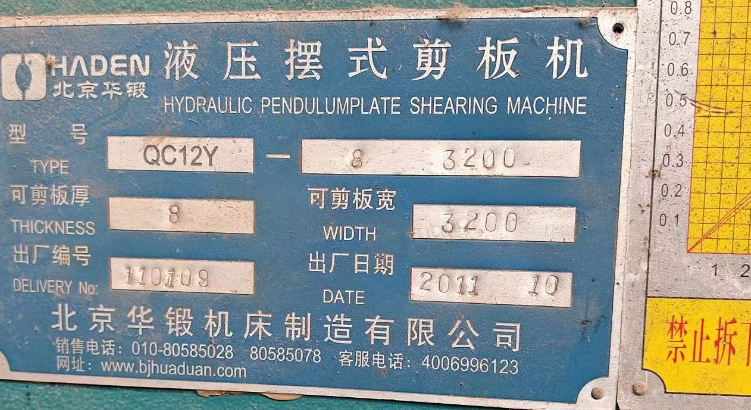 HADEN
北京华锻
液压摆式剪板机
HYDRAULIC PENDULUMPLATE SHEARING MACHINE
型 号
TYPE
QC12Y - 8 3200
可剪板厚
THICKNESS
8
可剪板宽
WIDTH
3200
出厂编号
DELIVERY No:
110109
出厂日期
DATE
2011 10
北京华锻机床制造有限公司
销售电话：010-80585028 80585078 客服电话：4006996123
网址：www.bjhuaduan.com
0.8
0.7
0.6
0.5
0.4
0.3
0.2
0.1
1 2
禁止拆